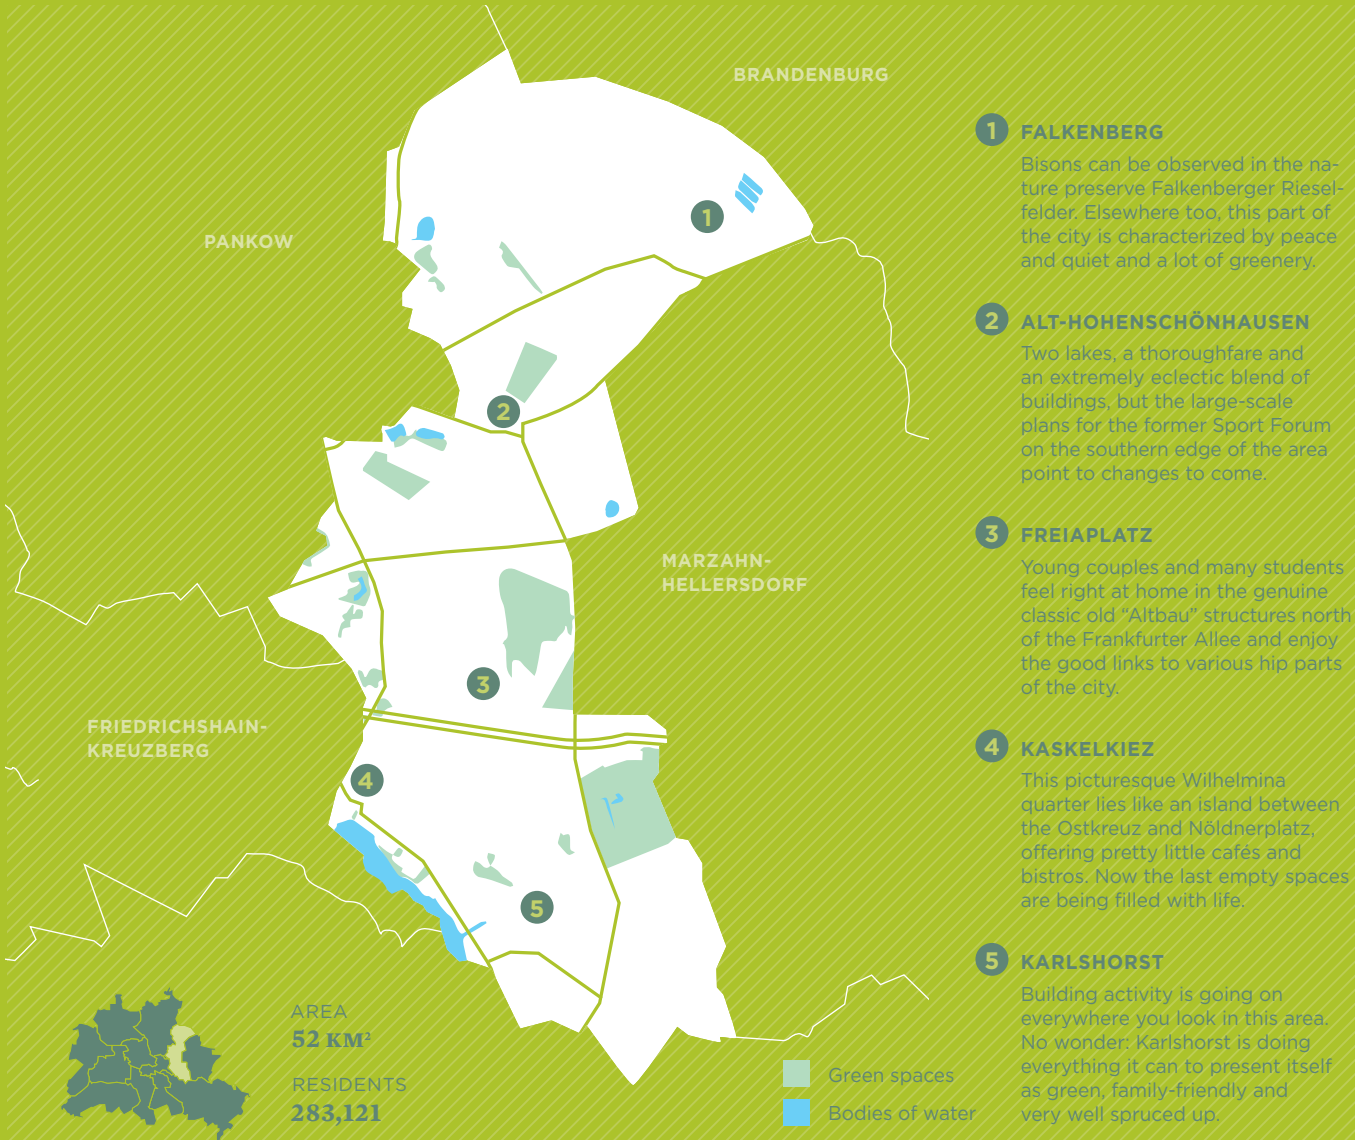 BRANDENBURG
PANKOW
MARZAHN-
HELLERSDORF
FRIEDRICHSHAIN-
KREUZBERG
1
2
3
4
5
1 FALKENBERG
Bisons can be observed in the na-
ture preserve Falkenberger Riesel-
felder. Elsewhere too, this part of
the city is characterized by peace
and quiet and a lot of greenery.
2 ALT-HOHENSCHÖNHAUSEN
Two lakes, a thoroughfare and
an extremely eclectic blend of
buildings, but the large-scale
plans for the former Sport Forum
on the southern edge of the area
point to changes to come.
3 FREIAPLATZ
Young couples and many students
feel right at home in the genuine
classic old “Altbau” structures north
of the Frankfurter Allee and enjoy
the good links to various hip parts
of the city.
4 KASKELKIEZ
This picturesque Wilhelmina
quarter lies like an island between
the Ostkreuz and Nöldnerplatz,
offering pretty little cafés and
bistros. Now the last empty spaces
are being filled with life.
5 KARLSHORST
Building activity is going on
everywhere you look in this area.
No wonder: Karlshorst is doing
everything it can to present itself
as green, family-friendly and
very well spruced up.
AREA
52 KM²
RESIDENTS
283,121
Green spaces
Bodies of water